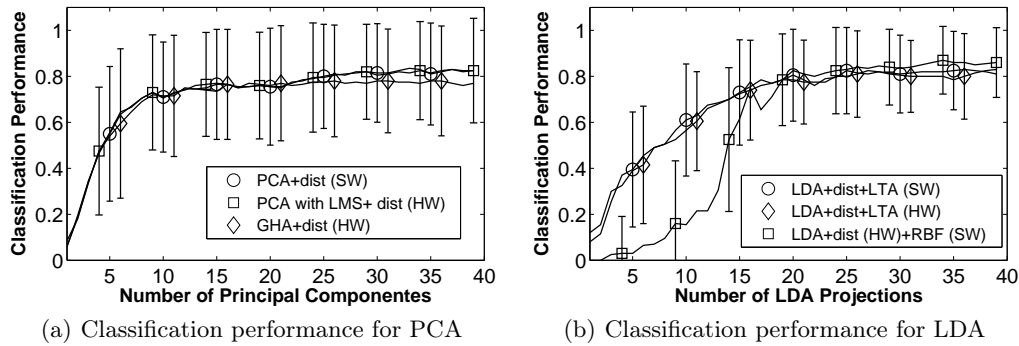 Classification Performance
1
0.8
0.6
0.4
0.2
0
5 10 15 20 25 30 35 40
Number of Principal Componentes
PCA+dist (SW)
PCA with LMS+ dist (HW)
GHA+dist (HW)
(a) Classification performance for PCA
Classification Performance
1
0.8
0.6
0.4
0.2
0
5 10 15 20 25 30 35 40
Number of LDA Projections
LDA+dist+LTA (SW)
LDA+dist+LTA (HW)
LDA+dist (HW)+RBF (SW)
(b) Classification performance for LDA